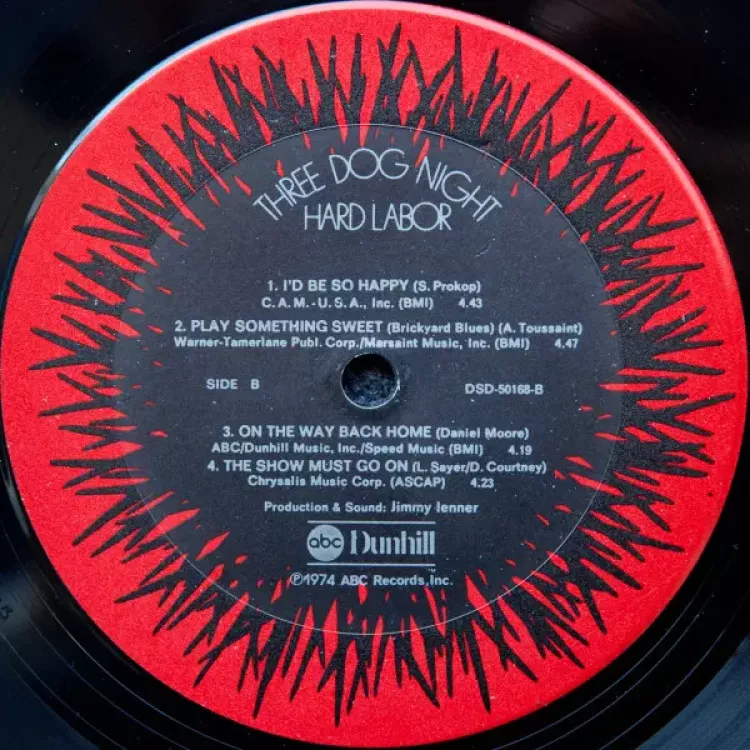 THREE DOG NIGHT
HARD LABOR
1. I'D BE SO HAPPY (S. Prokop)
C.A.M.-U.S.A., Inc. (BMI) 4.43
2. PLAY SOMETHING SWEET (Brickyard Blues) (A. Toussaint)
Warner-Tamerlane Publ. Corp./Marsaint Music, Inc. (BMI) 4.47
SIDE B DSD-50168-B
3. ON THE WAY BACK HOME (Daniel Moore)
ABC/Dunhill Music, Inc./Speed Music (BMI) 4.19
4. THE SHOW MUST GO ON (L. Sayer/D. Courtney)
Chrysalis Music Corp. (ASCAP) 4.23
Production & Sound: Jimmy Ienner
abc Dunhill
℗1974 ABC Records, Inc.